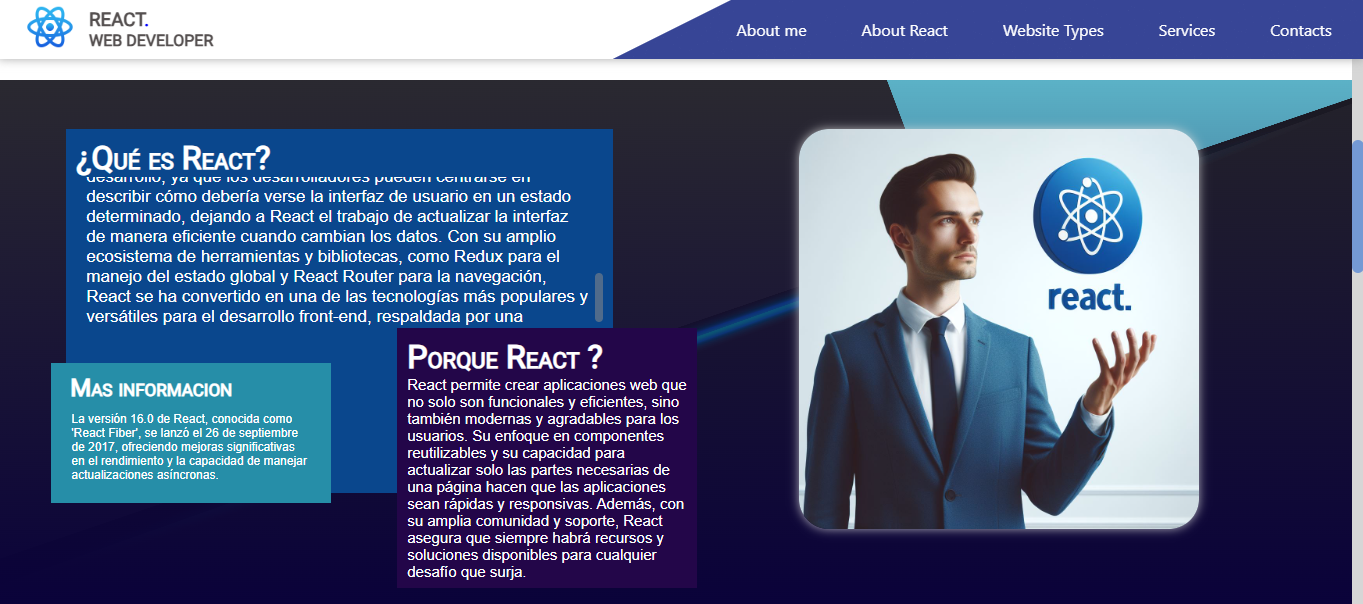 REACT.
WEB DEVELOPER
About me
About React
Website Types
Services
Contacts
¿Qué es React?
desarrollo, ya que los desarrolladores pueden centrarse en
describir cómo debería verse la interfaz de usuario en un estado
determinado, dejando a React el trabajo de actualizar la interfaz
de manera eficiente cuando cambian los datos. Con su amplio
ecosistema de herramientas y bibliotecas, como Redux para el
manejo del estado global y React Router para la navegación,
React se ha convertido en una de las tecnologías más populares y
versátiles para el desarrollo front-end, respaldada por una
Mas informacion
La versión 16.0 de React, conocida como
'React Fiber', se lanzó el 26 de septiembre
de 2017, ofreciendo mejoras significativas
en el rendimiento y la capacidad de manejar
actualizaciones asíncronas.
Porque React ?
React permite crear aplicaciones web que
no solo son funcionales y eficientes, sino
también modernas y agradables para los
usuarios. Su enfoque en componentes
reutilizables y su capacidad para
actualizar solo las partes necesarias de
una página hacen que las aplicaciones
sean rápidas y responsivas. Además, con
su amplia comunidad y soporte, React
asegura que siempre habrá recursos y
soluciones disponibles para cualquier
desafío que surja.
react.